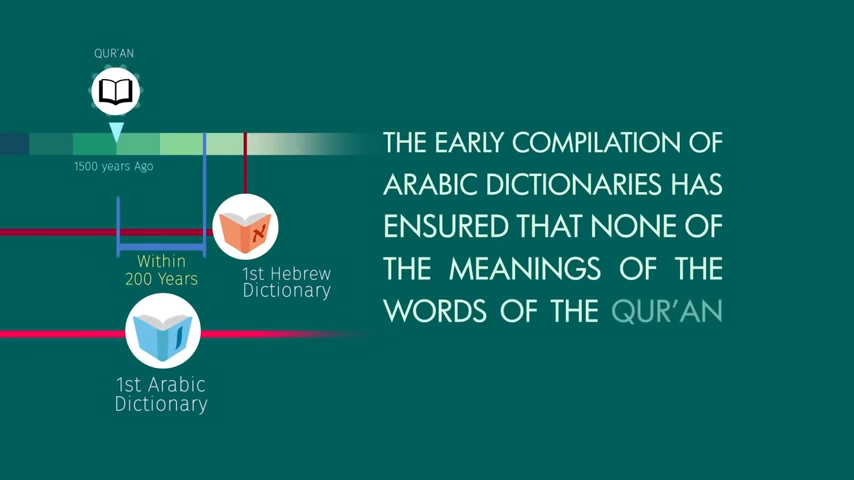 QUR'AN
1500 years Ago
Within
200 Years
א
1st Hebrew
Dictionary
1st Arabic
Dictionary
THE EARLY COMPILATION OF
ARABIC DICTIONARIES HAS
ENSURED THAT NONE OF
THE MEANINGS OF THE
WORDS OF THE QUR'AN